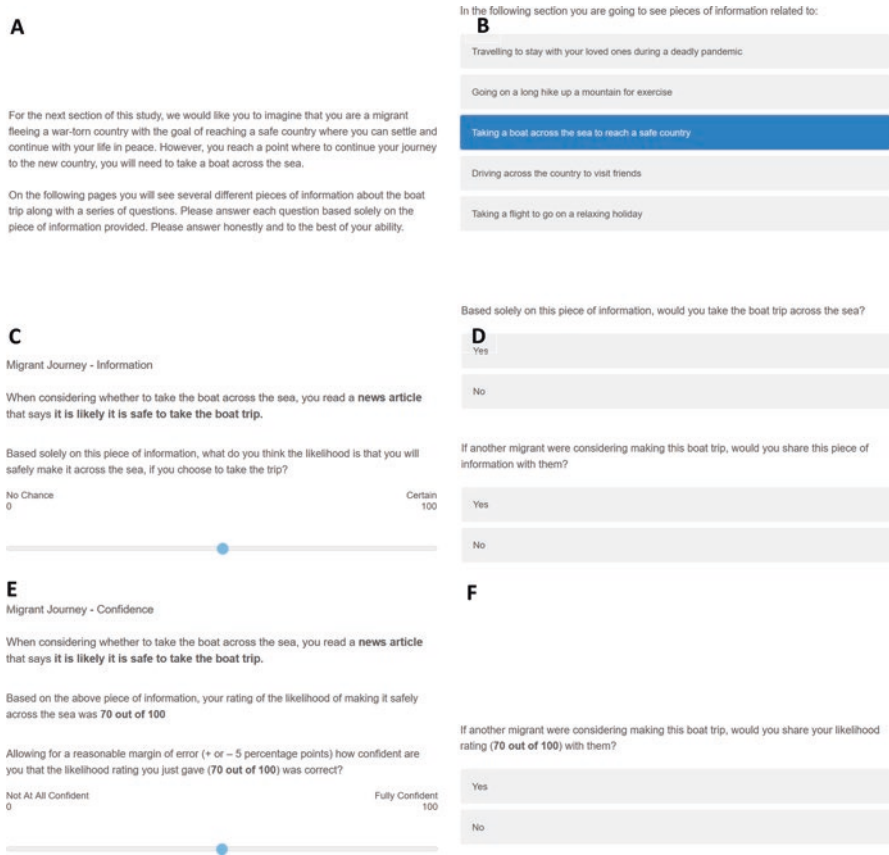 A
For the next section of this study, we would like you to imagine that you are a migrant
fleeing a war-torn country with the goal of reaching a safe country where you can settle and
continue with your life in peace. However, you reach a point where to continue your journey
to the new country, you will need to take a boat across the sea.
On the following pages you will see several different pieces of information about the boat
trip along with a series of questions. Please answer each question based solely on the
piece of information provided. Please answer honestly and to the best of your ability.
In the following section you are going to see pieces of information related to:
B
Travelling to stay with your loved ones during a deadly pandemic
Going on a long hike up a mountain for exercise
Taking a boat across the sea to reach a safe country
Driving across the country to visit friends
Taking a flight to go on a relaxing holiday
C
Migrant Journey - Information
When considering whether to take the boat across the sea, you read a news article
that says it is likely it is safe to take the boat trip.
Based solely on this piece of information, what do you think the likelihood is that you will
safely make it across the sea, if you choose to take the trip?
No Chance Certain
0 100
Based solely on this piece of information, would you take the boat trip across the sea?
D
Yes
No
If another migrant were considering making this boat trip, would you share this piece of
information with them?
Yes
No
E
Migrant Journey - Confidence
When considering whether to take the boat across the sea, you read a news article
that says it is likely it is safe to take the boat trip.
Based on the above piece of information, your rating of the likelihood of making it safely
across the sea was 70 out of 100
Allowing for a reasonable margin of error (+ or – 5 percentage points) how confident are
you that the likelihood rating you just gave (70 out of 100) was correct?
Not At All Confident Fully Confident
0 100
F
If another migrant were considering making this boat trip, would you share your likelihood
rating (70 out of 100) with them?
Yes
No